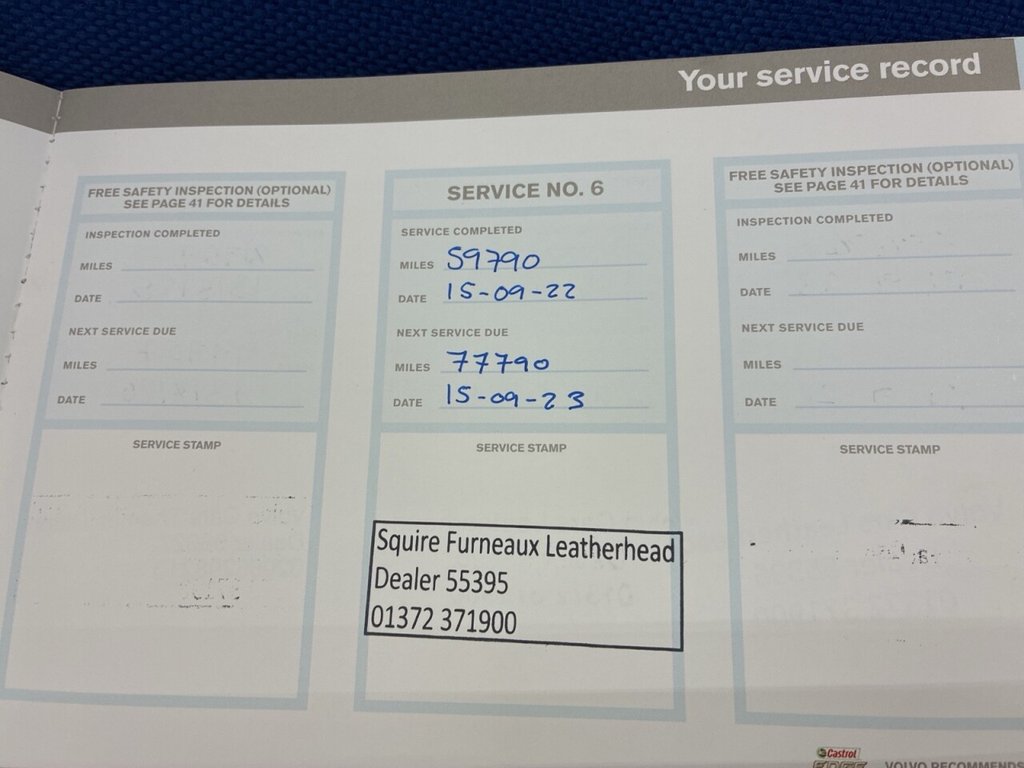 Your service record
FREE SAFETY INSPECTION (OPTIONAL)
SEE PAGE 41 FOR DETAILS
INSPECTION COMPLETED
MILES
DATE
NEXT SERVICE DUE
MILES
DATE
SERVICE STAMP
SERVICE NO. 6
SERVICE COMPLETED
MILES 59790
DATE 15-09-22
NEXT SERVICE DUE
MILES 77790
DATE 15-09-23
SERVICE STAMP
Squire Furneaux Leatherhead
Dealer 55395
01372 371900
FREE SAFETY INSPECTION (OPTIONAL)
SEE PAGE 41 FOR DETAILS
INSPECTION COMPLETED
MILES
DATE
NEXT SERVICE DUE
MILES
DATE
SERVICE STAMP
Castrol
EDGE
VOLVO RECOMMENDS